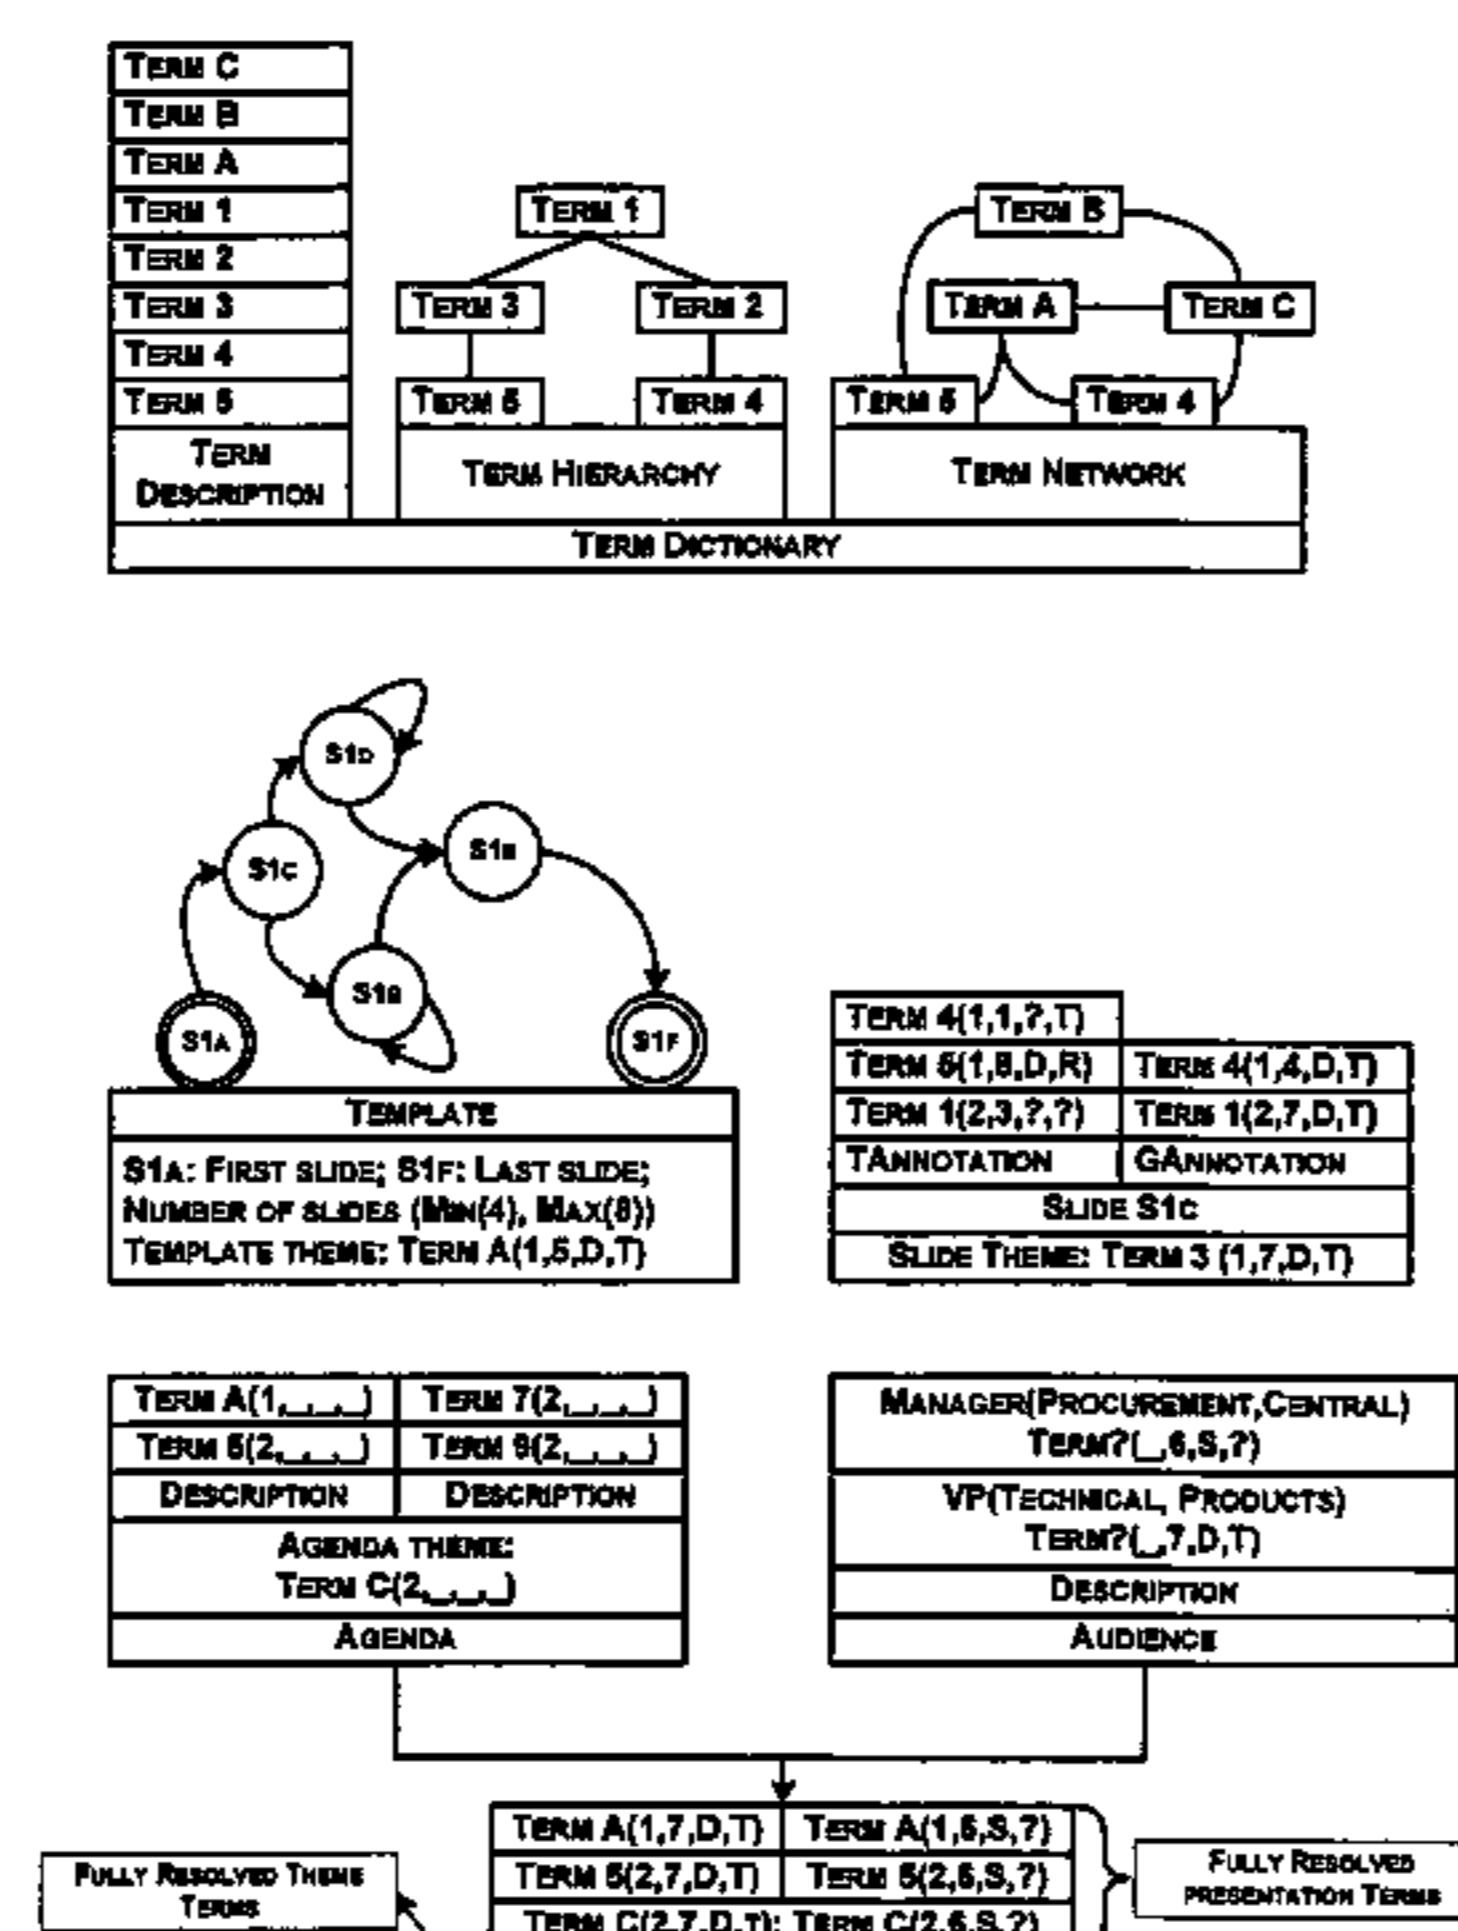 TERM C
TERM B
TERM A
TERM 1
TERM 2
TERM 3
TERM 4
TERM 5
TERM
DESCRIPTION
TERM 1
TERM 3
TERM 2
TERM 5
TERM 4
TERM HIERARCHY
TERM B
TERM A
TERM C
TERM 5
TERM 4
TERM NETWORK
TERM DICTIONARY
S1D
S1C
S1E
S1B
S1A
S1F
TEMPLATE
S1A: FIRST SLIDE; S1F: LAST SLIDE;
NUMBER OF SLIDES (MIN(4), MAX(8))
TEMPLATE THEME: TERM A(1,5,D,T)
TERM 4(1,1,?,T)
TERM 5(1,8,D,R)
TERM 4(1,4,D,T)
TERM 1(2,3,?,?)
TERM 1(2,7,D,T)
TANNOTATION
GANNOTATION
SLIDE S1C
SLIDE THEME: TERM 3 (1,7,D,T)
TERM A(1,_,_,_)
TERM 7(2,_,_,_)
TERM 5(2,_,_,_)
TERM 9(2,_,_,_)
DESCRIPTION
DESCRIPTION
AGENDA THEME:
TERM C(2,_,_,_)
AGENDA
MANAGER(PROCUREMENT,CENTRAL)
TERM?(_,6,S,?)
VP(TECHNICAL, PRODUCTS)
TERM?(_,7,D,T)
DESCRIPTION
AUDIENCE
TERM A(1,7,D,T)
TERM A(1,6,S,?)
TERM 5(2,7,D,T)
TERM 5(2,6,S,?)
TERM C(2,7,D,T); TERM C(2,6,S,?)
FULLY RESOLVED THEME
TERMS
FULLY RESOLVED
PRESENTATION TERMS